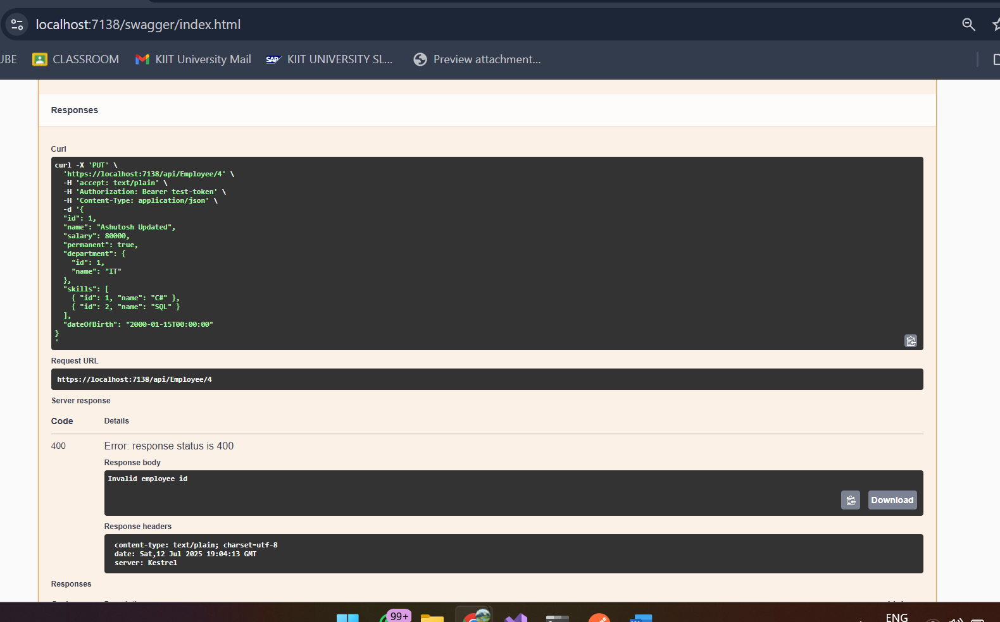 localhost:7138/swagger/index.html
UBE
CLASSROOM
KIIT University Mail
SAP
KIIT UNIVERSITY SL...
Preview attachment...
Responses
Curl
curl -X 'PUT' \
'https://localhost:7138/api/Employee/4' \
-H 'accept: text/plain' \
-H 'Authorization: Bearer test-token' \
-H 'Content-Type: application/json' \
-d '{
"id": 1,
"name": "Ashutosh Updated",
"salary": 80000,
"permanent": true,
"department": {
"id": 1,
"name": "IT"
},
"skills": [
{ "id": 1, "name": "C#" },
{ "id": 2, "name": "SQL" }
],
"dateOfBirth": "2000-01-15T00:00:00"
}
'
Request URL
https://localhost:7138/api/Employee/4
Server response
Code Details
400 Error: response status is 400
Response body
Invalid employee id
Download
Response headers
content-type: text/plain; charset=utf-8
date: Sat,12 Jul 2025 19:04:13 GMT
server: Kestrel
Responses
99+
ENG